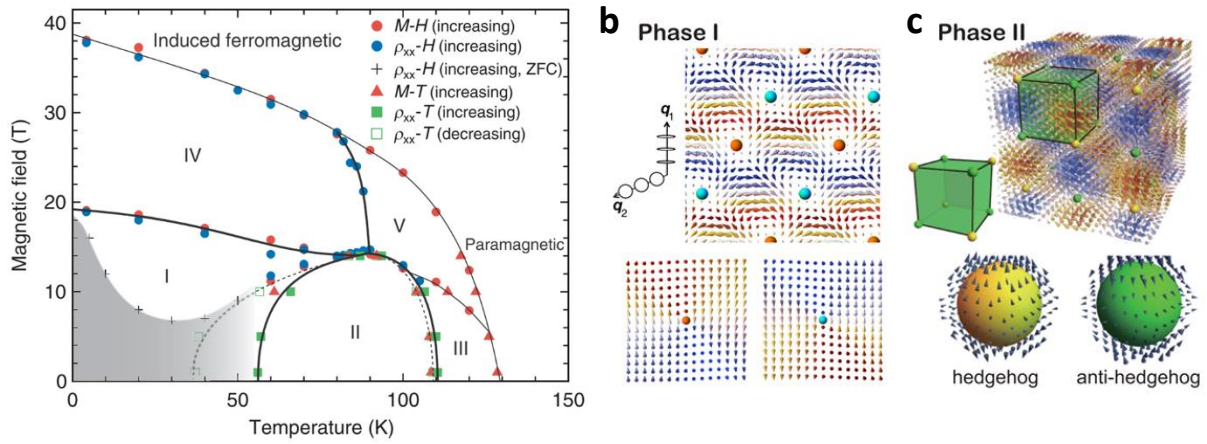 40
30
20
10
0
Magnetic field (T)
Induced ferromagnetic
M-H (increasing)
ρxx-H (increasing)
ρxx-H (increasing, ZFC)
M-T (increasing)
ρxx-T (increasing)
ρxx-T (decreasing)
IV
V
Paramagnetic
I
II
III
0 50 100 150
Temperature (K)
b Phase I
q1
q2
c Phase II
hedgehog anti-hedgehog